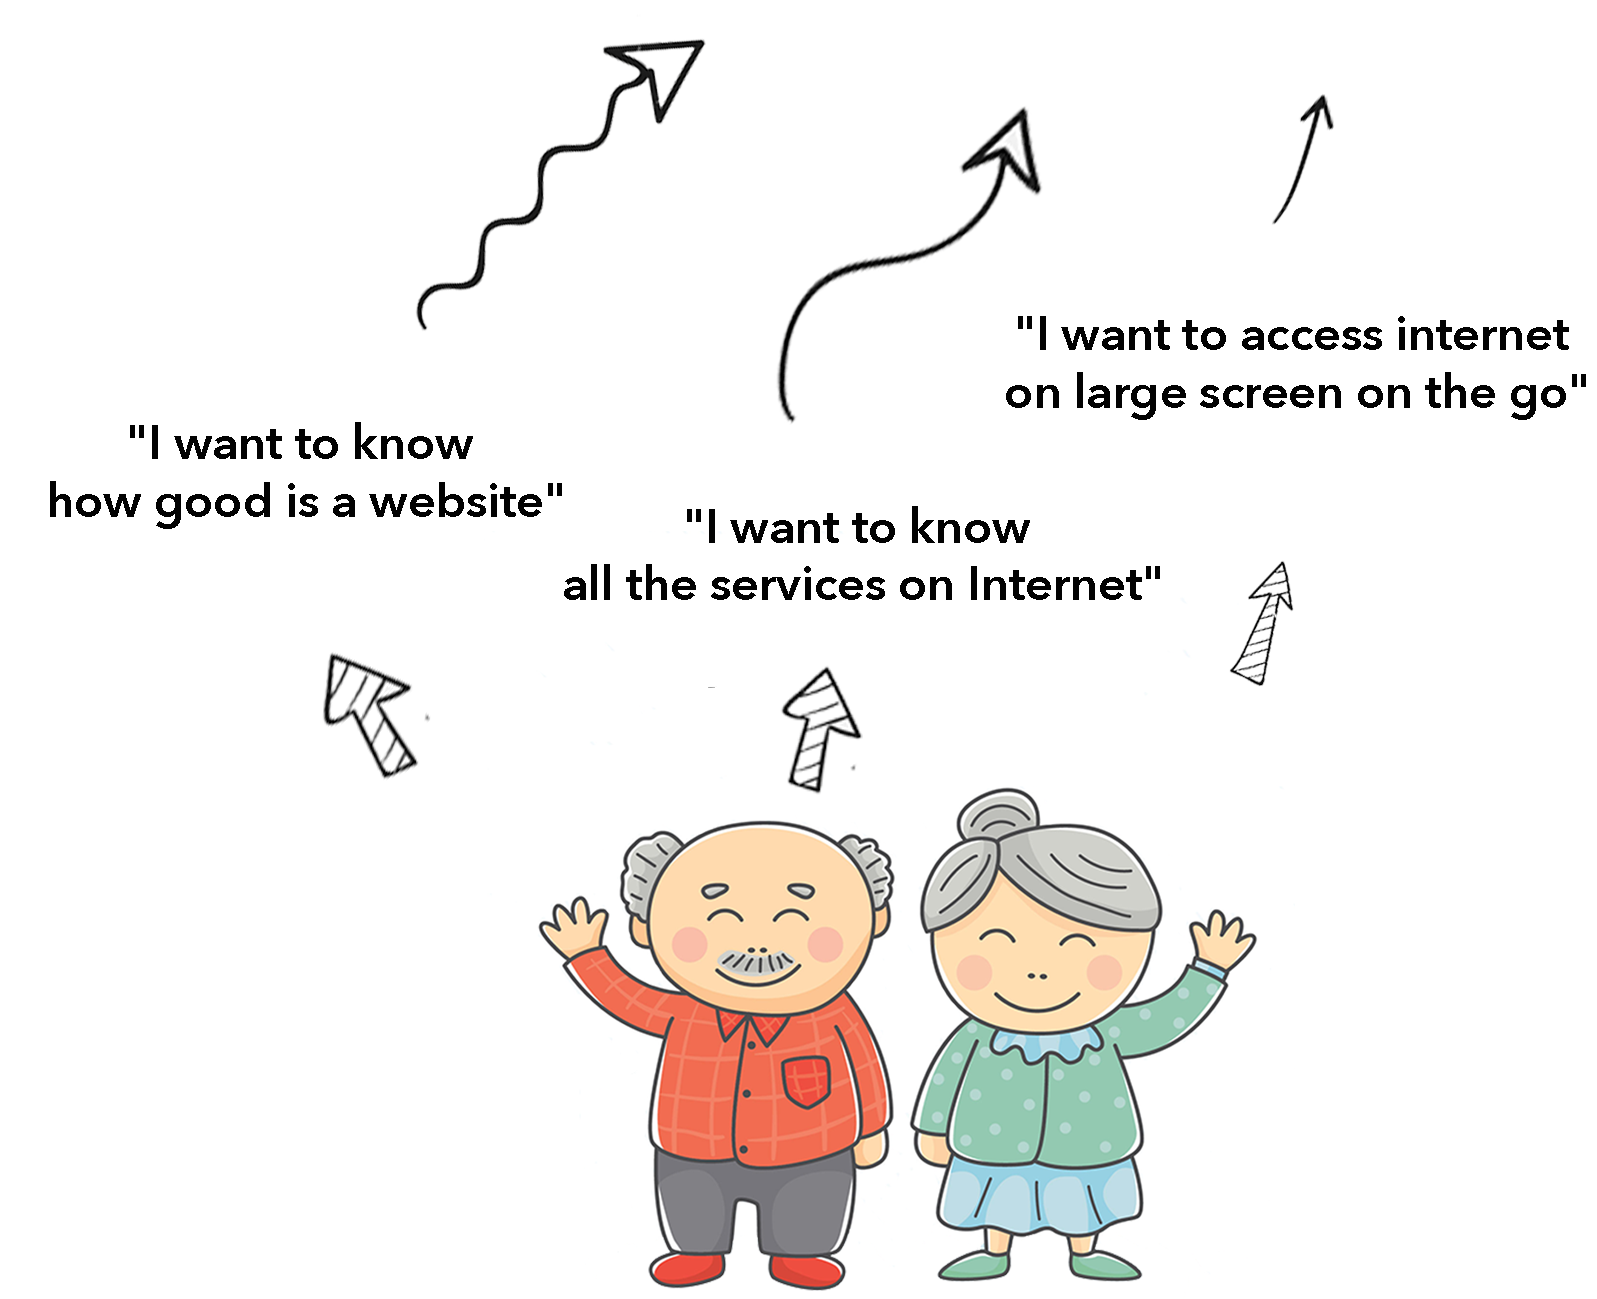 "I want to know
how good is a website"
"I want to know
all the services on Internet"
"I want to access internet
on large screen on the go"